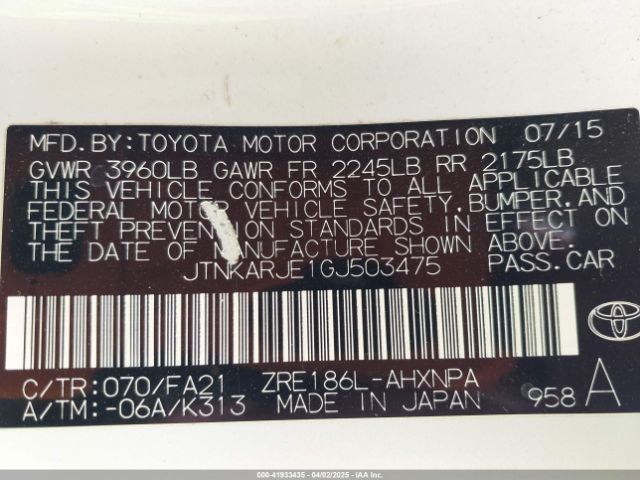 MFD.BY:TOYOTA MOTOR CORPORATION 07/15
GVWR 3960LB GAWR FR 2245LB RR 2175LB
THIS VEHICLE CONFORMS TO ALL APPLICABLE
FEDERAL MOTOR VEHICLE SAFETY,BUMPER,AND
THEFT PREVENTION STANDARDS IN EFFECT ON
THE DATE OF MANUFACTURE SHOWN ABOVE.
JTNKARJE1GJ503475 PASS.CAR
C/TR:070/FA21 ZRE186L-AHXNPA
A/TM:-06A/K313 MADE IN JAPAN 958 A
000-41933435 04/02/2025 IAAI.COM